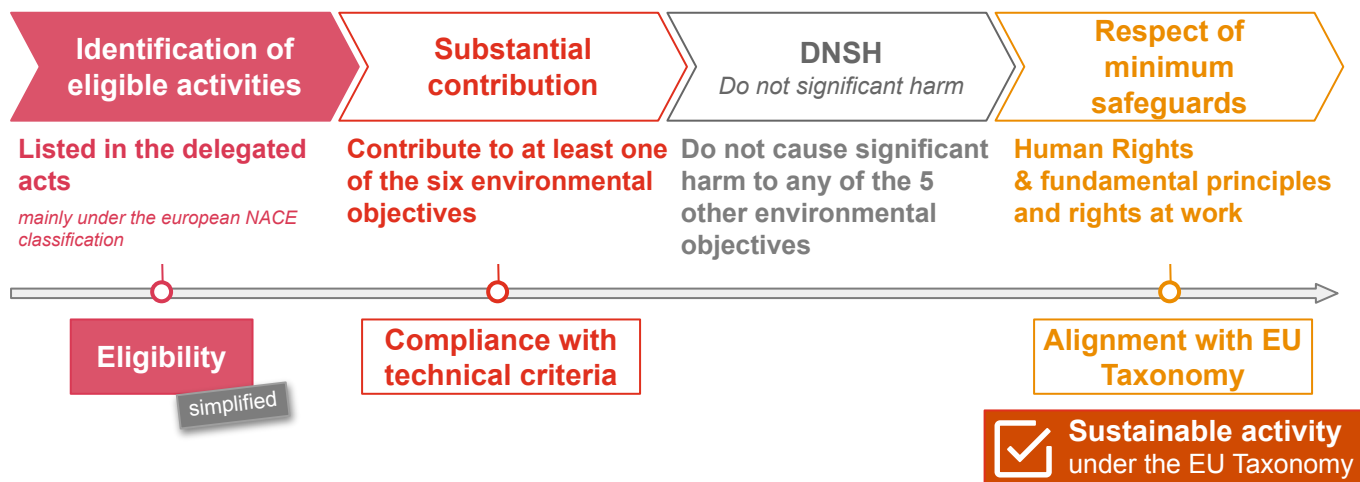 Identification of
eligible activities
Substantial
contribution
DNSH
Do not significant harm
Respect of
minimum
safeguards
Listed in the delegated
acts
mainly under the european NACE
classification
Contribute to at least one
of the six environmental
objectives
Do not cause significant
harm to any of the 5
other environmental
objectives
Human Rights
& fundamental principles
and rights at work
Eligibility
simplified
Compliance with
technical criteria
Alignment with EU
Taxonomy
Sustainable activity
under the EU Taxonomy